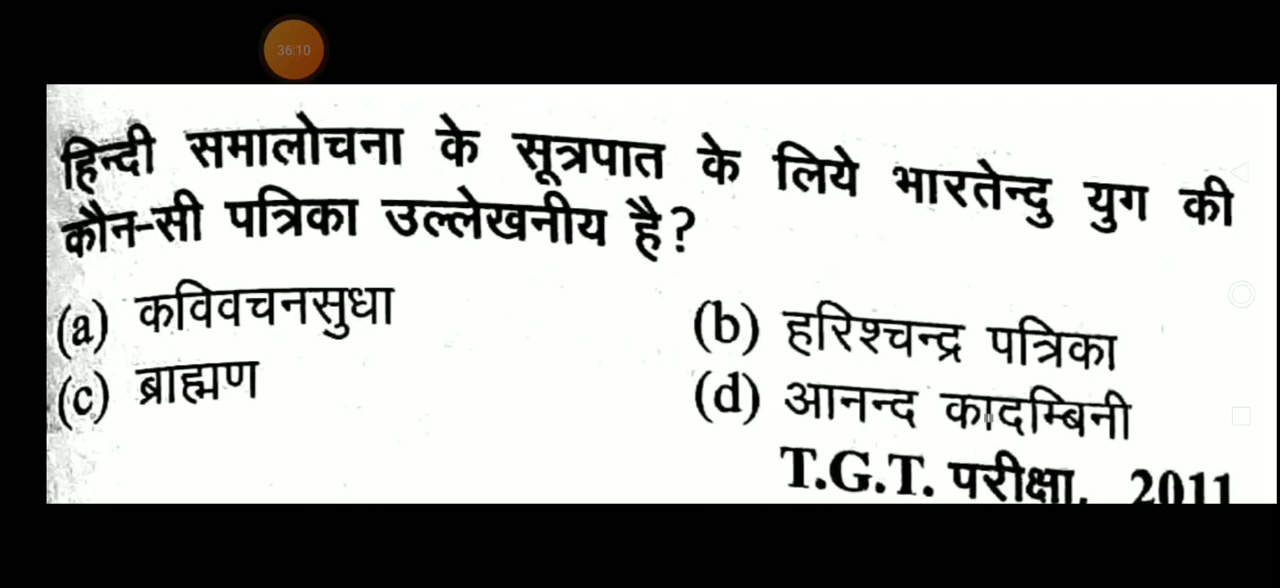 36:10
हिन्दी समालोचना के सूत्रपात के लिये भारतेन्दु युग की
कौन-सी पत्रिका उल्लेखनीय है?
(a) कविवचनसुधा (b) हरिश्चन्द्र पत्रिका
(c) ब्राह्मण (d) आनन्द कादम्बिनी
T.G.T. परीक्षा, 2011